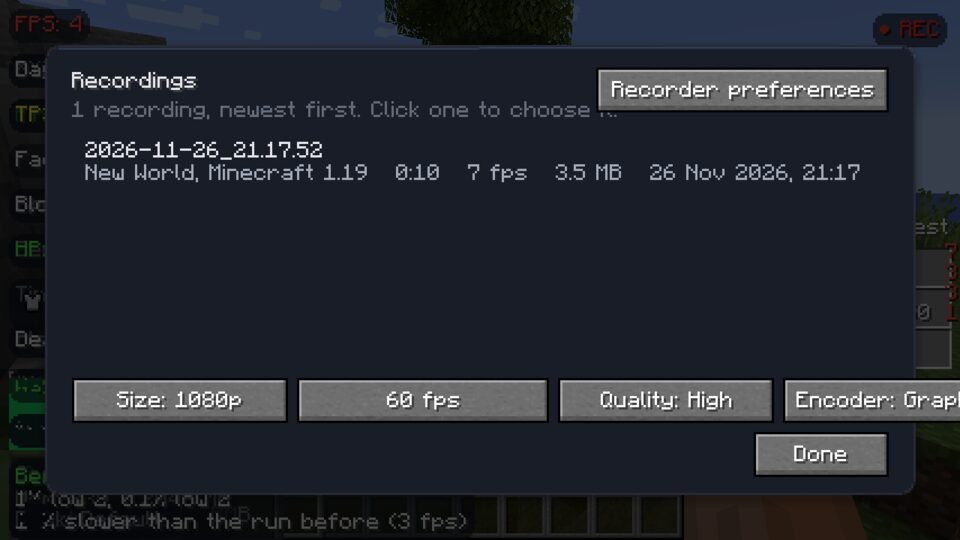 FPS: 4
REC
Recordings
Recorder preferences
1 recording, newest first. Click one to choose it.
2026-11-26_21.17.52
New World, Minecraft 1.19 0:10 7 fps 3.5 MB 26 Nov 2026, 21:17
Size: 1080p
60 fps
Quality: High
Encoder: Grap
Done
slower than the run before (3 fps)